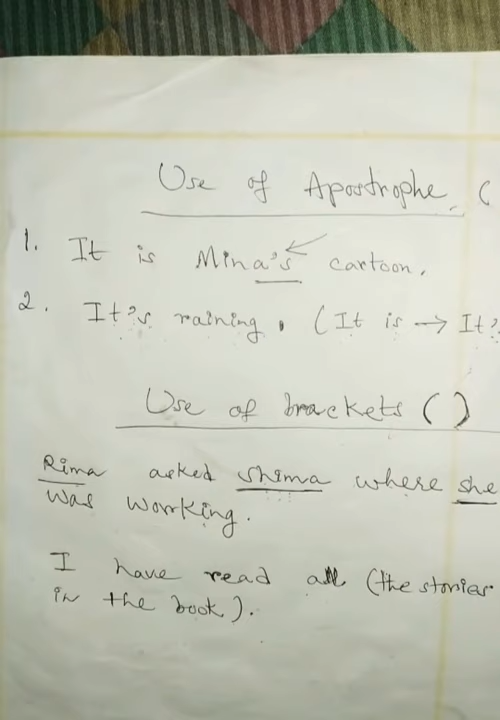 Use of Apostrophe (
1. It is Mina's cartoon.
2. It's raining. (It is → It's
Use of brackets ()
Rima asked Shima where she
was working.
I have read all (the stories
in the book).